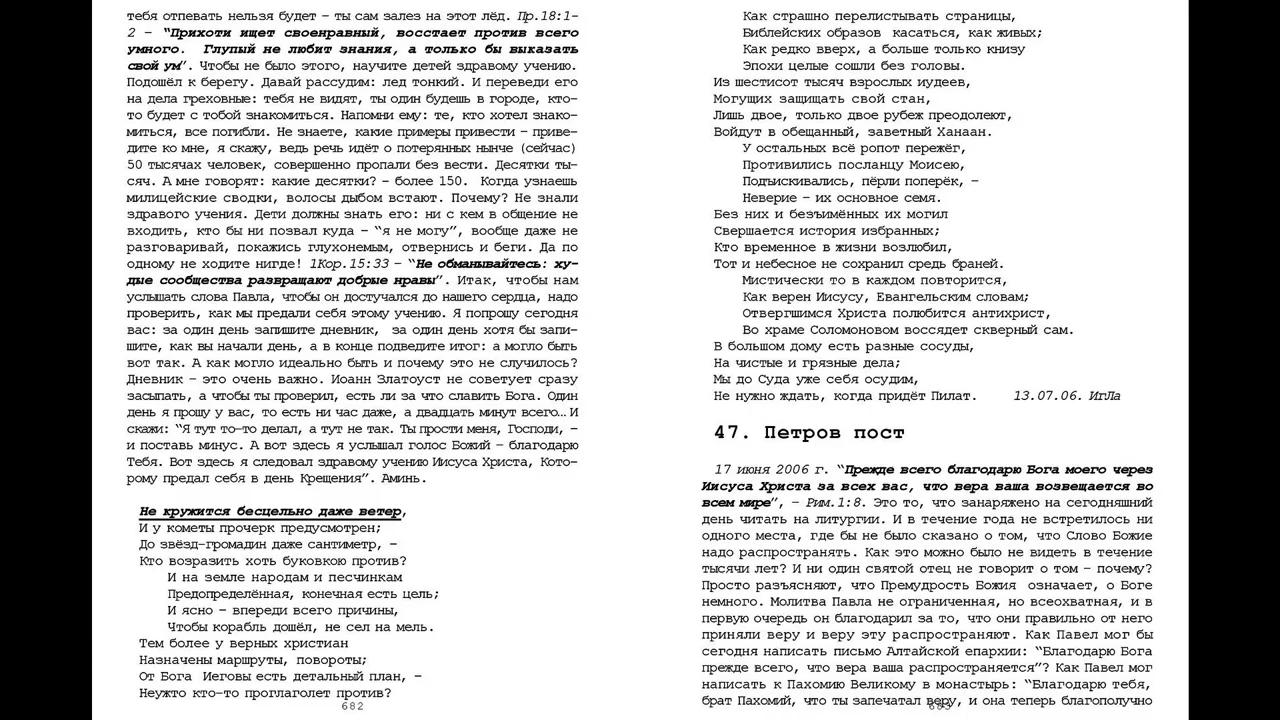 тебя отпевать нельзя будет – ты сам залез на этот лёд. Пр.18:1-
2 – “Прихоти ищет своенравный, восстает против всего
умного. Глупый не любит знания, а только бы выказать
свой ум”. Чтобы не было этого, научите детей здравому учению.
Подошёл к берегу. Давай рассудим: лед тонкий. И переведи его
на дела греховные: тебя не видят, ты один будешь в городе, кто-
то будет с тобой знакомиться. Напомни ему: те, кто хотел знако-
миться, все погибли. Не знаете, какие примеры привести – приве-
дите ко мне, я скажу, ведь речь идёт о потерянных нынче (сейчас)
50 тысячах человек, совершенно пропали без вести. Десятки ты-
сяч. А мне говорят: какие десятки? – более 150. Когда узнаешь
милицейские сводки, волосы дыбом встают. Почему? Не знали
здравого учения. Дети должны знать его: ни с кем в общение не
входить, кто бы ни позвал куда – “я не могу”, вообще даже не
разговаривай, покажись глухонемым, отвернись и беги. Да по
одному не ходите нигде! 1Кор.15:33 – “Не обманывайтесь: ху-
дые сообщества развращают добрые нравы”. Итак, чтобы нам
услышать слова Павла, чтобы он достучался до нашего сердца, надо
проверить, как мы предали себя этому учению. Я попрошу сегодня
вас: за один день запишите дневник, за один день хотя бы запи-
шите, как вы начали день, а в конце подведите итог: а могло быть
вот так. А как могло идеально быть и почему это не случилось?
Дневник – это очень важно. Иоанн Златоуст не советует сразу
засыпать, а чтобы ты проверил, есть ли за что славить Бога. Один
день я прошу у вас, то есть ни час даже, а двадцать минут всего… И
скажи: “Я тут то-то делал, а тут не так. Ты прости меня, Господи, –
и поставь минус. А вот здесь я услышал голос Божий – благодарю
Тебя. Вот здесь я следовал здравому учению Иисуса Христа, Кото-
рому предал себя в день Крещения”. Аминь.
Не кружится бесцельно даже ветер,
И у кометы прочерк предусмотрен;
До звёзд-громадин даже сантиметр, –
Кто возразить хоть буковкою против?
И на земле народам и песчинкам
Предопределённая, конечная есть цель;
И ясно – впереди всего причины,
Чтобы корабль дошёл, не сел на мель.
Тем более у верных христиан
Назначены маршруты, повороты;
От Бога Иеговы есть детальный план, –
Неужто кто-то проглаголет против?
682
Как страшно перелистывать страницы,
Библейских образов касаться, как живых;
Как редко вверх, а больше только книзу
Эпохи целые сошли без головы.
Из шестисот тысяч взрослых иудеев,
Могущих защищать свой стан,
Лишь двое, только двое рубеж преодолеют,
Войдут в обещанный, заветный Ханаан.
У остальных всё ропот пережёг,
Противились посланцу Моисею,
Подъискивались, пёрли поперёк, –
Неверие – их основное семя.
Без них и безъимённых их могил
Свершается история избранных;
Кто временное в жизни возлюбил,
Тот и небесное не сохранил средь браней.
Мистически то в каждом повторится,
Как верен Иисусу, Евангельским словам;
Отвергшимся Христа полюбится антихрист,
Во храме Соломоновом воссядет скверный сам.
В большом дому есть разные сосуды,
На чистые и грязные дела;
Мы до Суда уже себя осудим,
Не нужно ждать, когда придёт Пилат. 13.07.06. ИгЛа
47. Петров пост
17 июня 2006 г. “Прежде всего благодарю Бога моего через
Иисуса Христа за всех вас, что вера ваша возвещается во
всем мире”, – Рим.1:8. Это то, что занаряжено на сегодняшний
день читать на литургии. И в течение года не встретилось ни
одного места, где бы не было сказано о том, что Слово Божие
надо распространять. Как это можно было не видеть в течение
тысячи лет? И ни один святой отец не говорит о том – почему?
Просто разъясняют, что Премудрость Божия означает, о Боге
немного. Молитва Павла не ограниченная, но всеохватная, и в
первую очередь он благодарил за то, что они правильно от него
приняли веру и веру эту распространяют. Как Павел мог бы
сегодня написать письмо Алтайской епархии: “Благодарю Бога
прежде всего, что вера ваша распространяется”? Как Павел мог
написать к Пахомию Великому в монастырь: “Благодарю тебя,
брат Пахомий, что ты запечатал веру, и она теперь благополучно
683